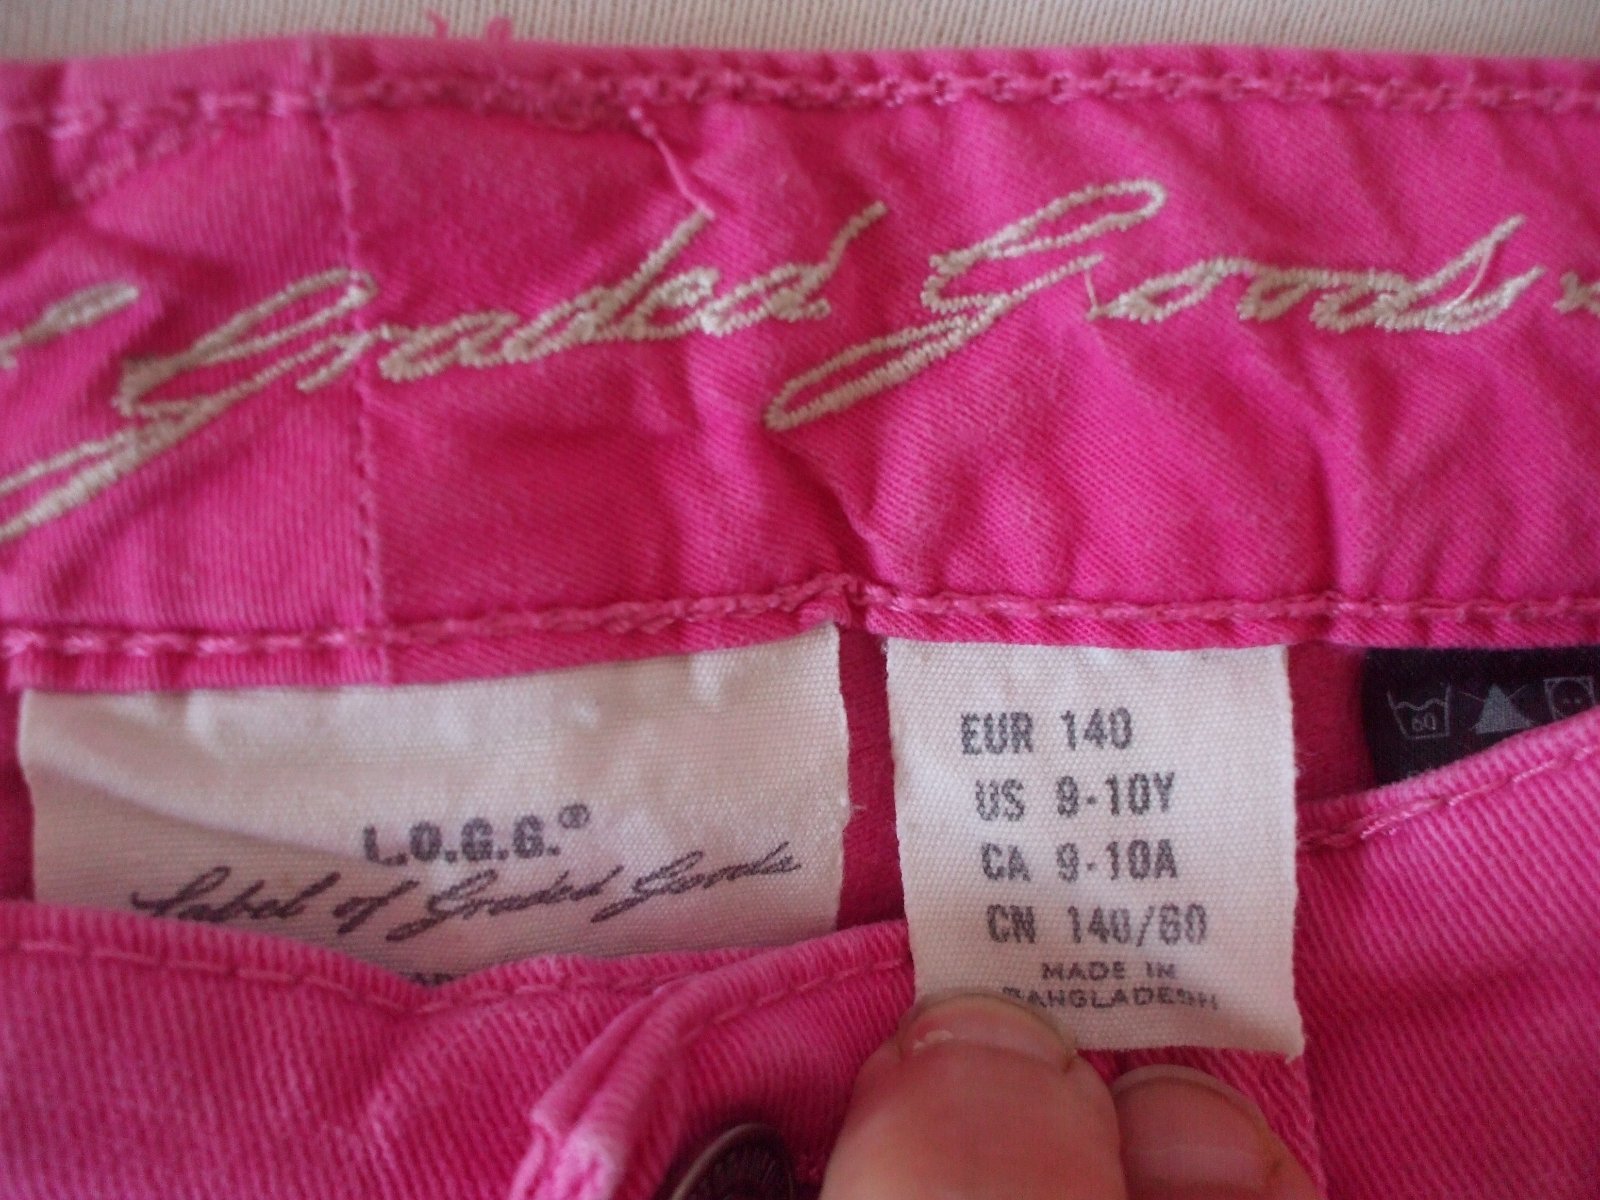 f Graded Goods
L.O.G.G.®
Label of Graded Goods
EUR 140
US 9-10Y
CA 9-10A
CN 140/60
MADE IN
BANGLADESH
60